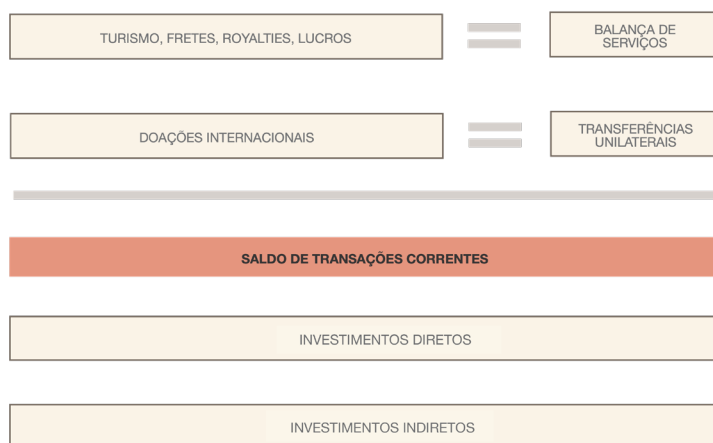 TURISMO, FRETES, ROYALTIES, LUCROS
BALANÇA DE
SERVIÇOS
DOAÇÕES INTERNACIONAIS
TRANSFERÊNCIAS
UNILATERAIS
SALDO DE TRANSAÇÕES CORRENTES
INVESTIMENTOS DIRETOS
INVESTIMENTOS INDIRETOS